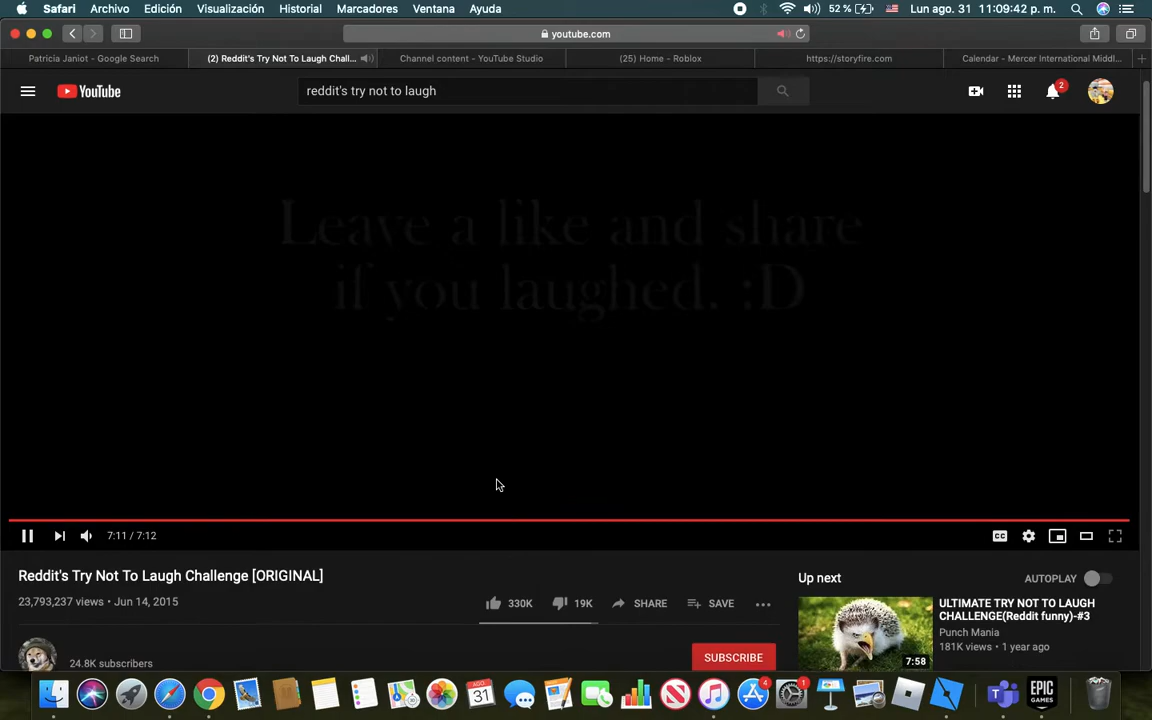 Safari Archivo Edición Visualización Historial Marcadores Ventana Ayuda 52 % Lun ago. 31 11:09:42 p. m.
youtube.com
Patricia Janiot - Google Search (2) Reddit's Try Not To Laugh Chall... Channel content - YouTube Studio (25) Home - Roblox https://storyfire.com Calendar - Mercer International Middl...
YouTube reddit's try not to laugh 2
Leave a like and share
if you laughed. :D
7:11 / 7:12 CC
Reddit's Try Not To Laugh Challenge [ORIGINAL]
23,793,237 views • Jun 14, 2015
330K 19K SHARE SAVE
24.8K subscribers
SUBSCRIBE
Up next AUTOPLAY
ULTIMATE TRY NOT TO LAUGH
CHALLENGE(Reddit funny)-#3
Punch Mania
181K views • 1 year ago
7:58
AGO.
31
4
1
EPIC
GAMES